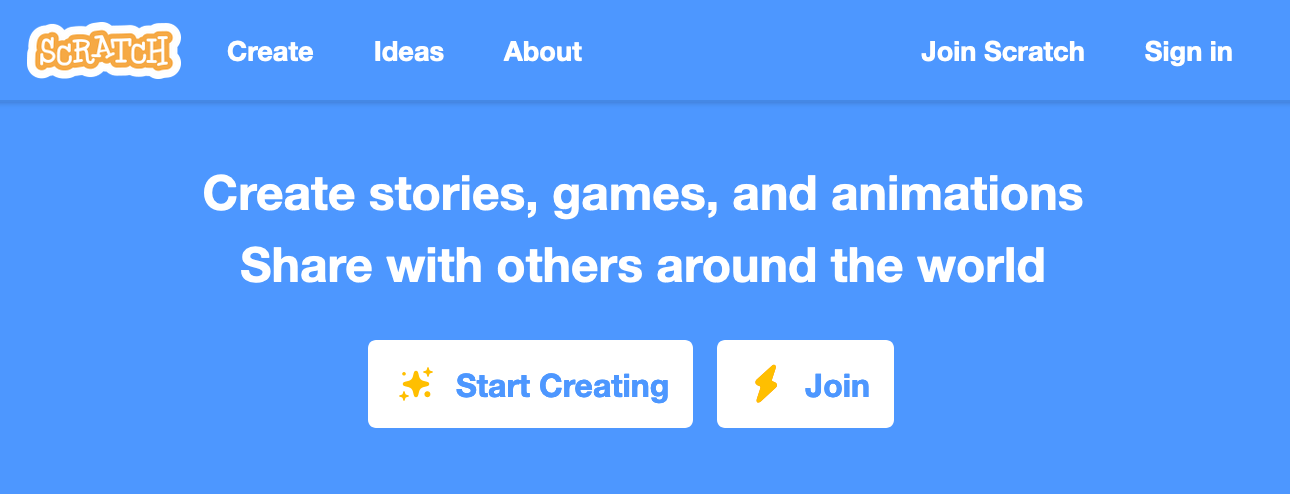 SCRATCH Create Ideas About Join Scratch Sign in
Create stories, games, and animations
Share with others around the world
Start Creating Join